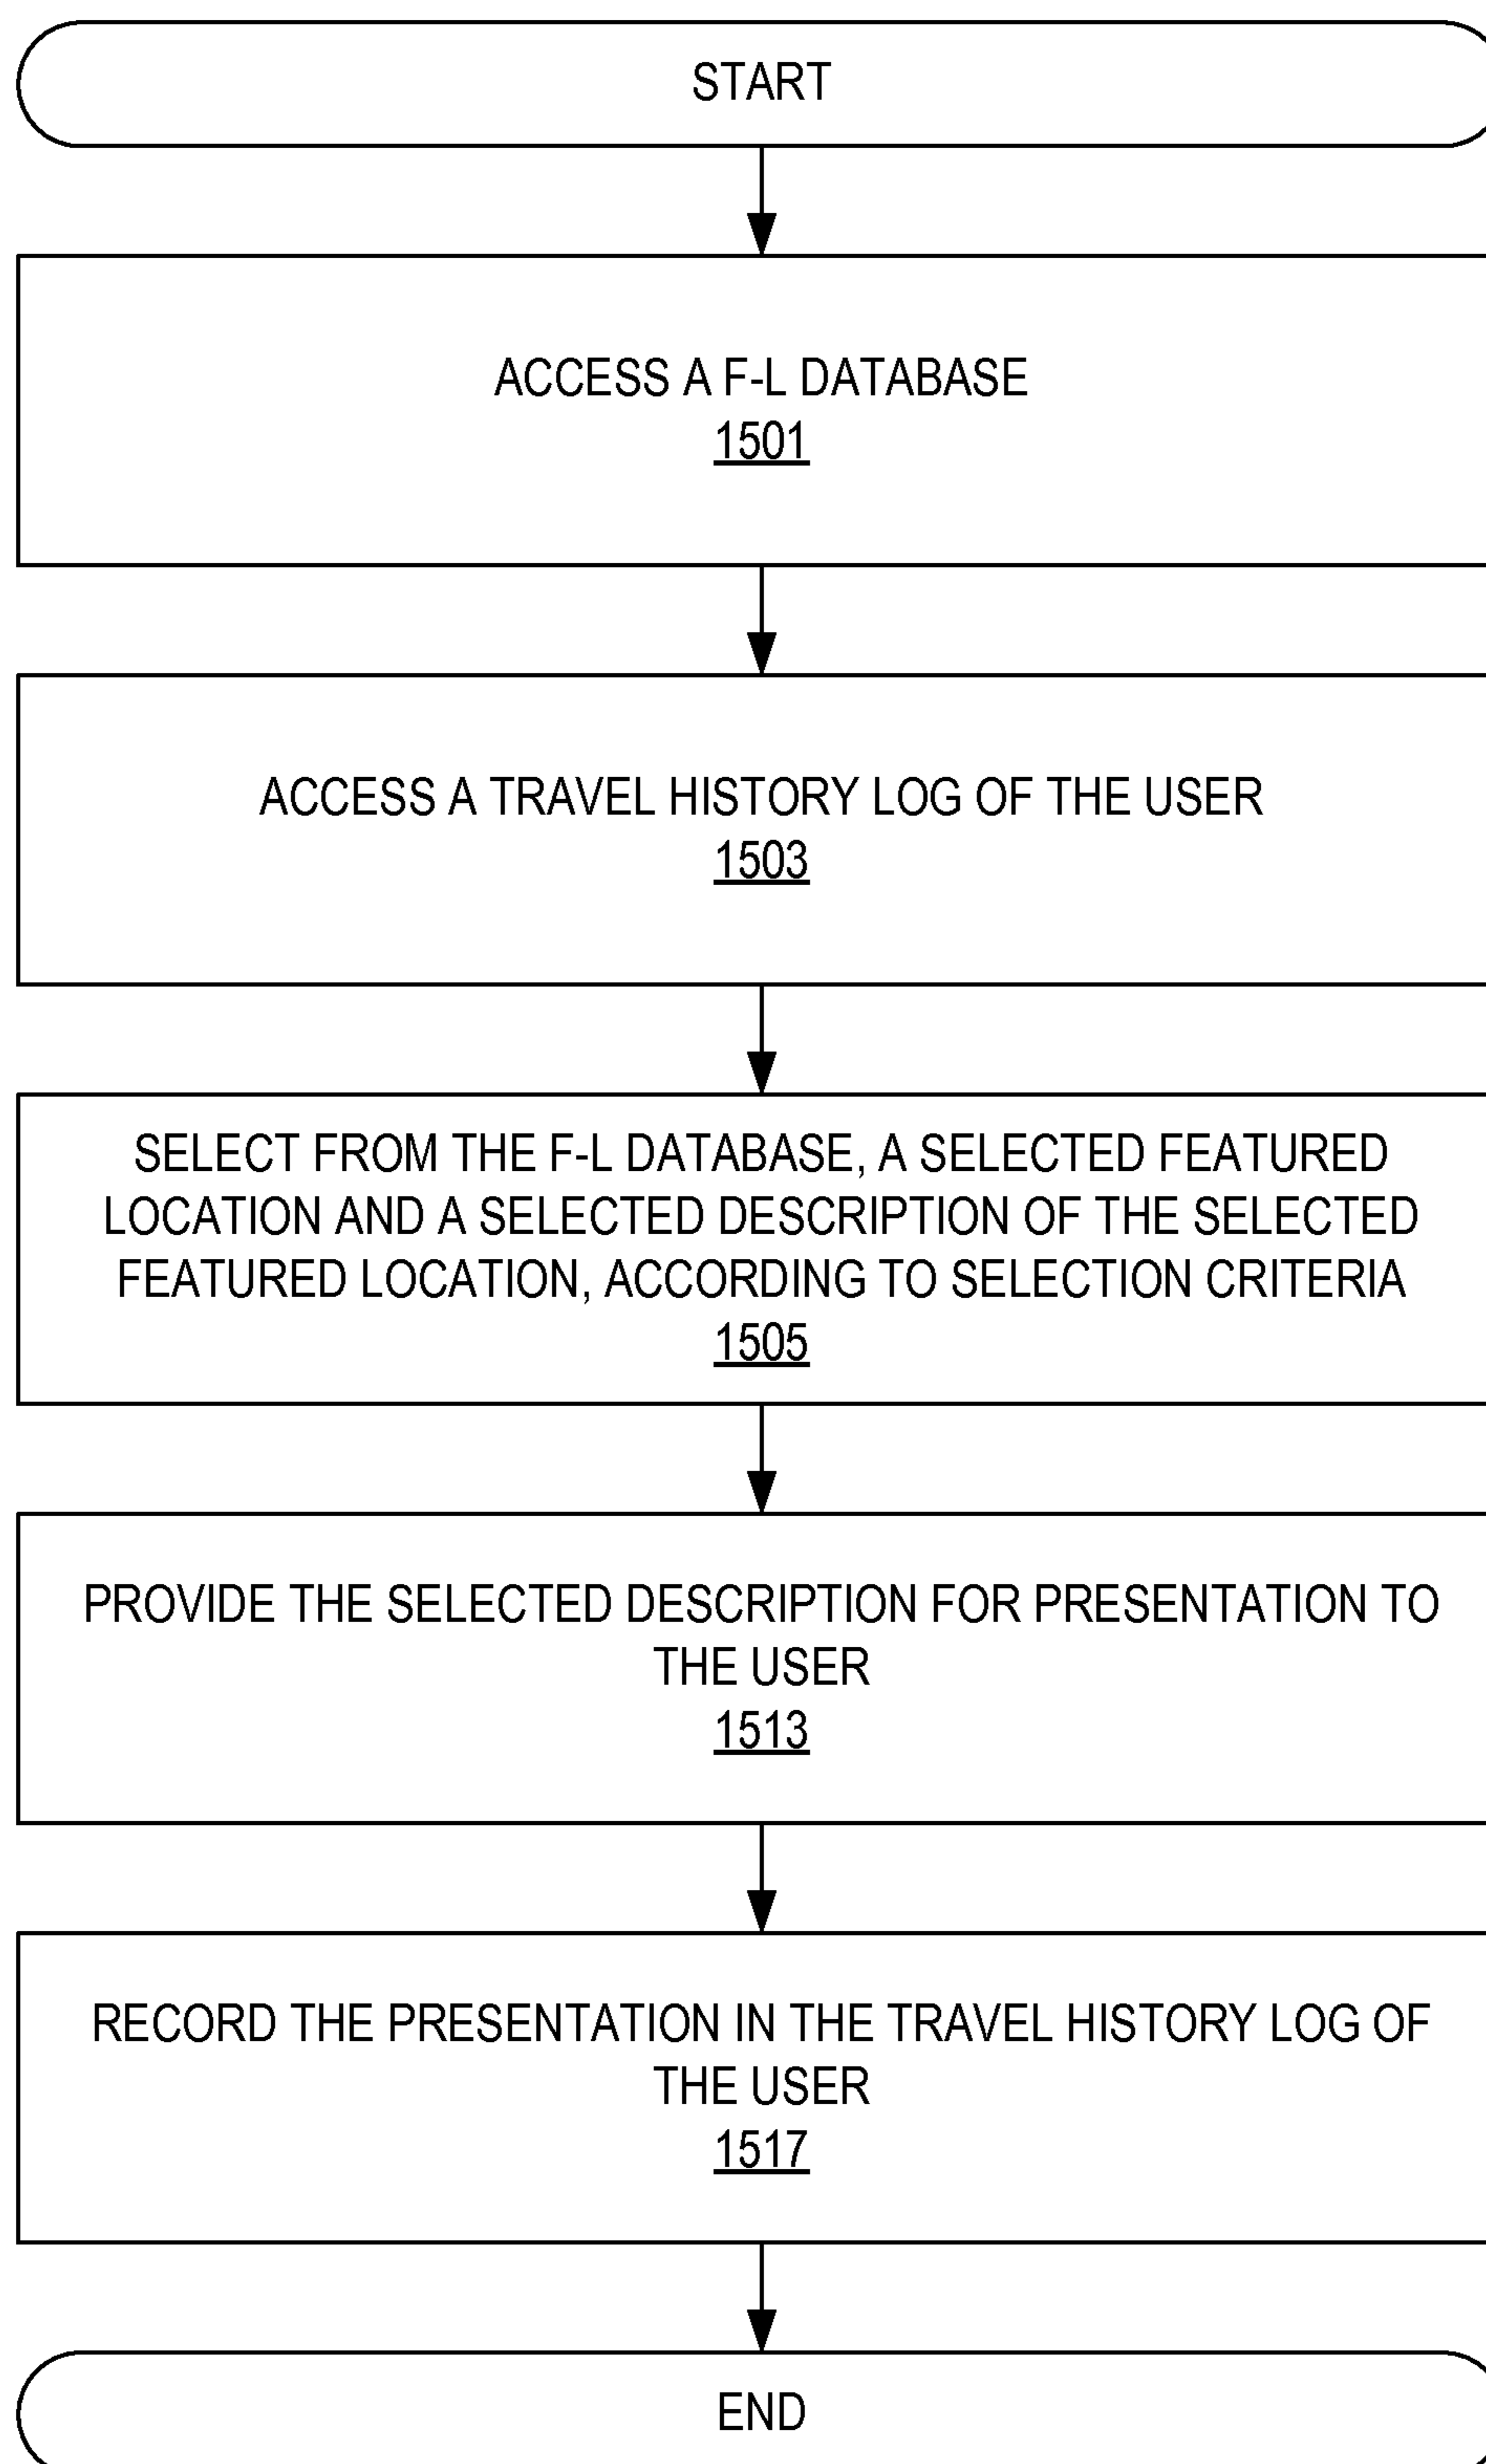 START
ACCESS A F-L DATABASE
1501
ACCESS A TRAVEL HISTORY LOG OF THE USER
1503
SELECT FROM THE F-L DATABASE, A SELECTED FEATURED
LOCATION AND A SELECTED DESCRIPTION OF THE SELECTED
FEATURED LOCATION, ACCORDING TO SELECTION CRITERIA
1505
PROVIDE THE SELECTED DESCRIPTION FOR PRESENTATION TO
THE USER
1513
RECORD THE PRESENTATION IN THE TRAVEL HISTORY LOG OF
THE USER
1517
END